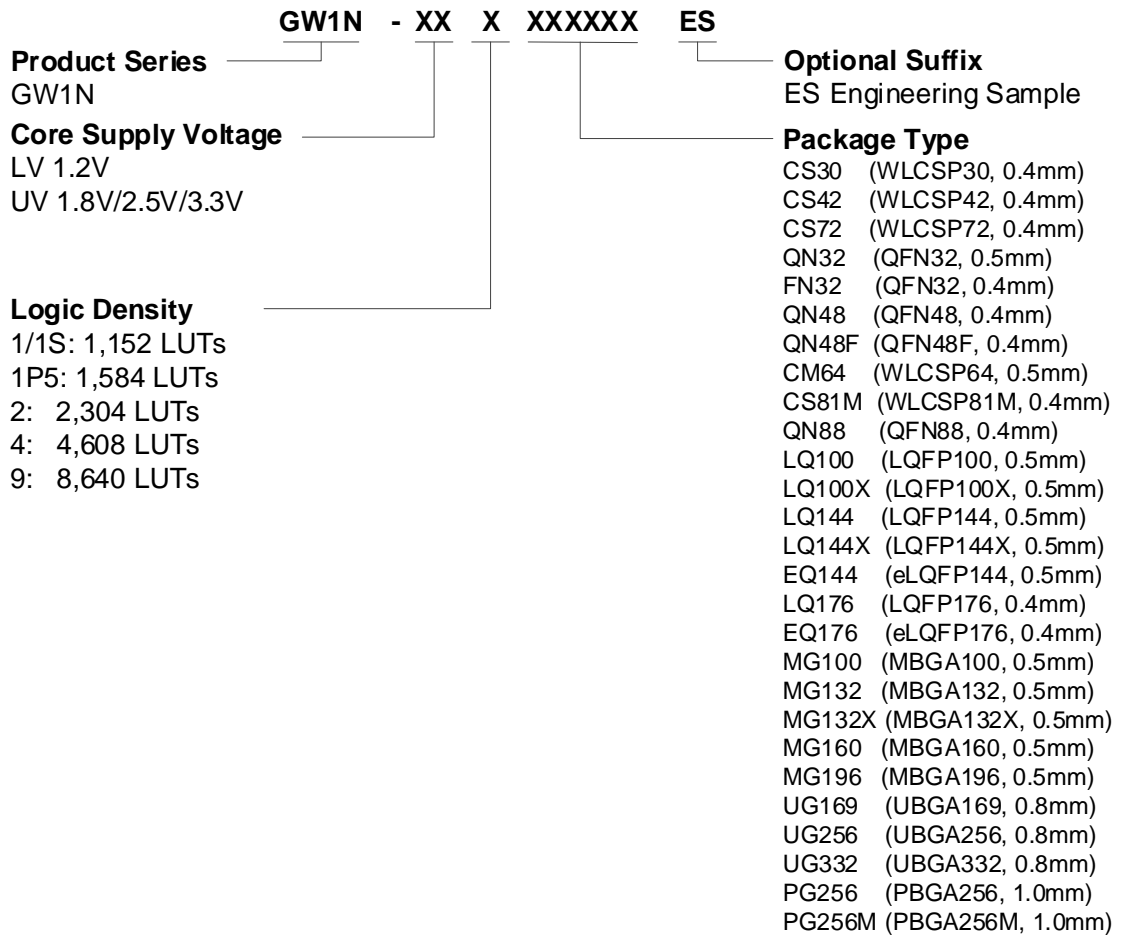 GW1N - XX X XXXXXX ES
Product Series
GW1N
Core Supply Voltage
LV 1.2V
UV 1.8V/2.5V/3.3V
Logic Density
1/1S: 1,152 LUTs
1P5: 1,584 LUTs
2: 2,304 LUTs
4: 4,608 LUTs
9: 8,640 LUTs
Optional Suffix
ES Engineering Sample
Package Type
CS30 (WLCSP30, 0.4mm)
CS42 (WLCSP42, 0.4mm)
CS72 (WLCSP72, 0.4mm)
QN32 (QFN32, 0.5mm)
FN32 (QFN32, 0.4mm)
QN48 (QFN48, 0.4mm)
QN48F (QFN48F, 0.4mm)
CM64 (WLCSP64, 0.5mm)
CS81M (WLCSP81M, 0.4mm)
QN88 (QFN88, 0.4mm)
LQ100 (LQFP100, 0.5mm)
LQ100X (LQFP100X, 0.5mm)
LQ144 (LQFP144, 0.5mm)
LQ144X (LQFP144X, 0.5mm)
EQ144 (eLQFP144, 0.5mm)
LQ176 (LQFP176, 0.4mm)
EQ176 (eLQFP176, 0.4mm)
MG100 (MBGA100, 0.5mm)
MG132 (MBGA132, 0.5mm)
MG132X (MBGA132X, 0.5mm)
MG160 (MBGA160, 0.5mm)
MG196 (MBGA196, 0.5mm)
UG169 (UBGA169, 0.8mm)
UG256 (UBGA256, 0.8mm)
UG332 (UBGA332, 0.8mm)
PG256 (PBGA256, 1.0mm)
PG256M (PBGA256M, 1.0mm)